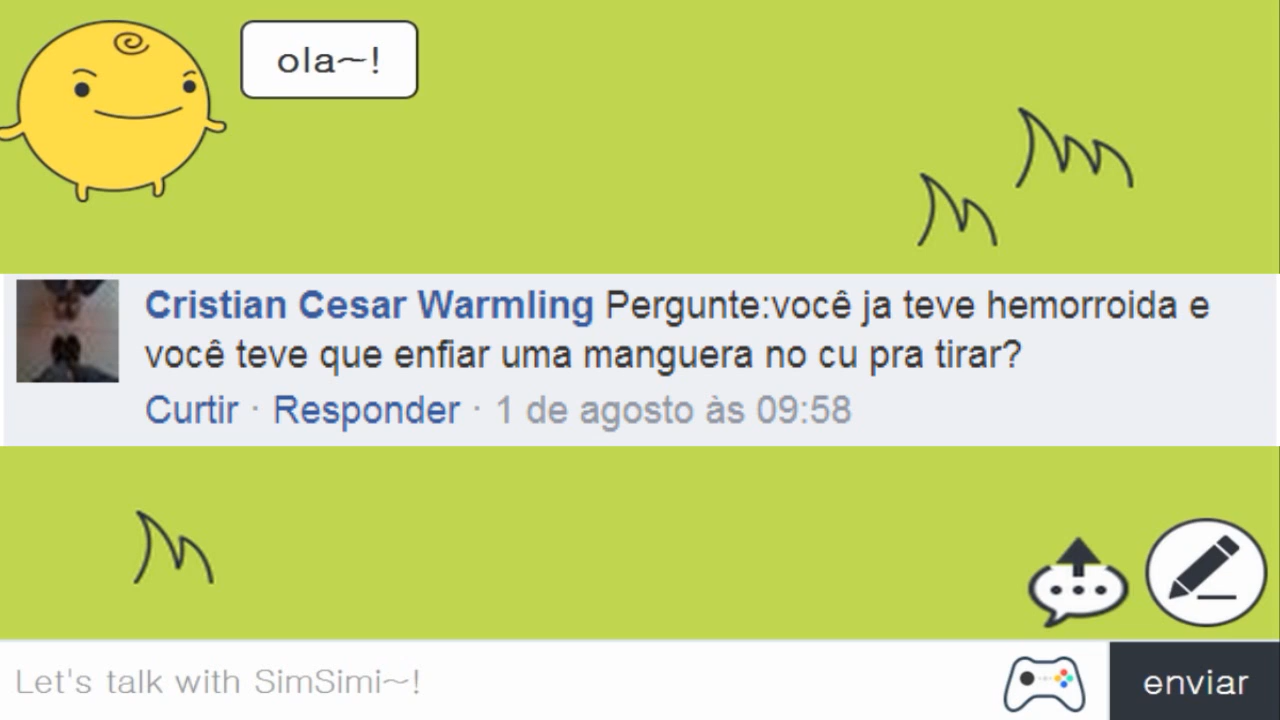 ola~!
Cristian Cesar Warmling Pergunte:você ja teve hemorroida e
você teve que enfiar uma manguera no cu pra tirar?
Curtir · Responder · 1 de agosto às 09:58
Let's talk with SimSimi~!
enviar